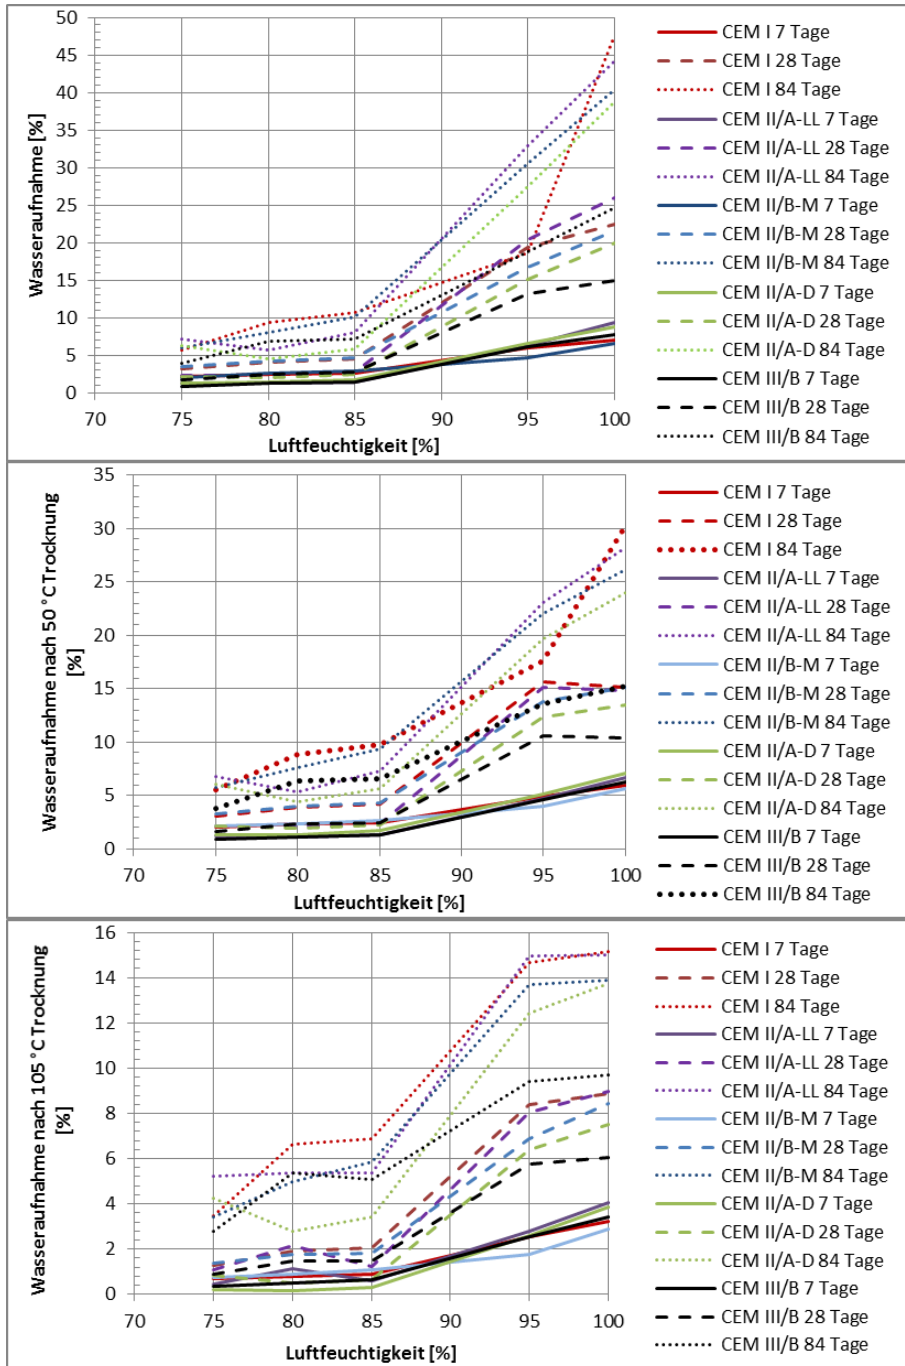 50
45
40
35
30
25
20
15
10
5
0
70 75 80 85 90 95 100
Wasseraufnahme [%]
Luftfeuchtigkeit [%]
CEM I 7 Tage
CEM I 28 Tage
CEM I 84 Tage
CEM II/A-LL 7 Tage
CEM II/A-LL 28 Tage
CEM II/A-LL 84 Tage
CEM II/B-M 7 Tage
CEM II/B-M 28 Tage
CEM II/B-M 84 Tage
CEM II/A-D 7 Tage
CEM II/A-D 28 Tage
CEM II/A-D 84 Tage
CEM III/B 7 Tage
CEM III/B 28 Tage
CEM III/B 84 Tage
35
30
25
20
15
10
5
0
70 75 80 85 90 95 100
Wasseraufnahme nach 50 °C Trocknung
[%]
Luftfeuchtigkeit [%]
CEM I 7 Tage
CEM I 28 Tage
CEM I 84 Tage
CEM II/A-LL 7 Tage
CEM II/A-LL 28 Tage
CEM II/A-LL 84 Tage
CEM II/B-M 7 Tage
CEM II/B-M 28 Tage
CEM II/B-M 84 Tage
CEM II/A-D 7 Tage
CEM II/A-D 28 Tage
CEM II/A-D 84 Tage
CEM III/B 7 Tage
CEM III/B 28 Tage
CEM III/B 84 Tage
16
14
12
10
8
6
4
2
0
70 75 80 85 90 95 100
Wasseraufnahme nach 105 °C Trocknung
[%]
Luftfeuchtigkeit [%]
CEM I 7 Tage
CEM I 28 Tage
CEM I 84 Tage
CEM II/A-LL 7 Tage
CEM II/A-LL 28 Tage
CEM II/A-LL 84 Tage
CEM II/B-M 7 Tage
CEM II/B-M 28 Tage
CEM II/B-M 84 Tage
CEM II/A-D 7 Tage
CEM II/A-D 28 Tage
CEM II/A-D 84 Tage
CEM III/B 7 Tage
CEM III/B 28 Tage
CEM III/B 84 Tage